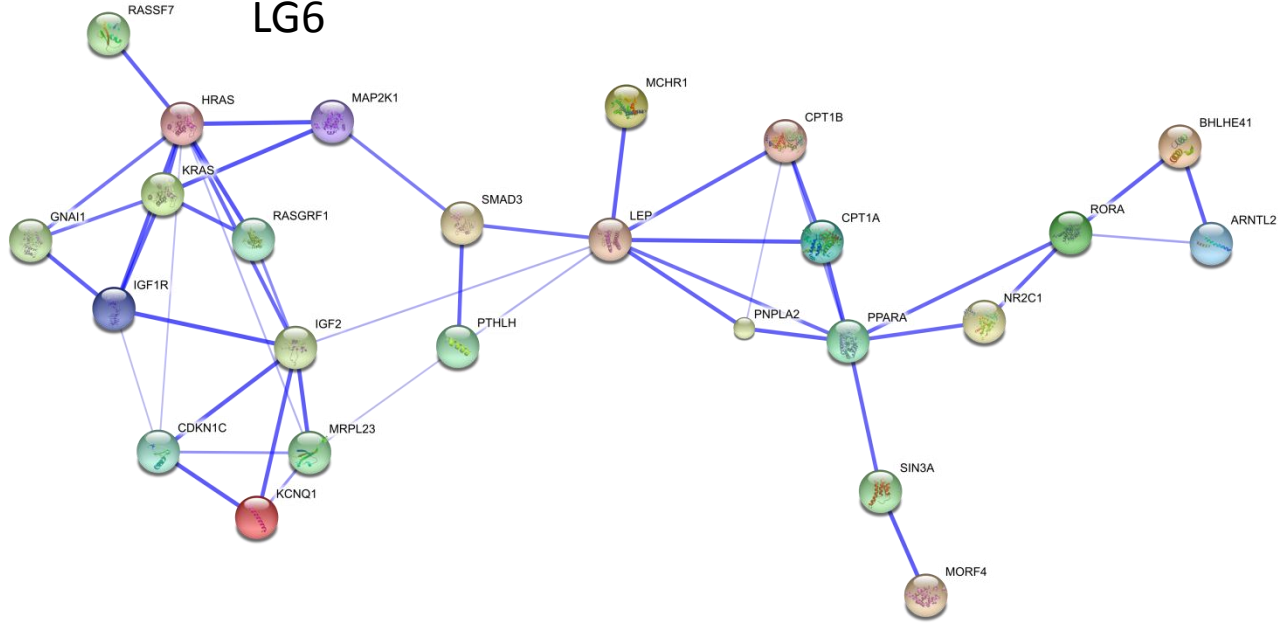 LG6
RASSF7
HRAS
MAP2K1
MCHR1
CPT1B
BHLHE41
KRAS
GNAI1
RASGRF1
SMAD3
LEP
CPT1A
RORA
ARNTL2
IGF1R
IGF2
PTHLH
PNPLA2
PPARA
NR2C1
CDKN1C
MRPL23
KCNQ1
SIN3A
MORF4